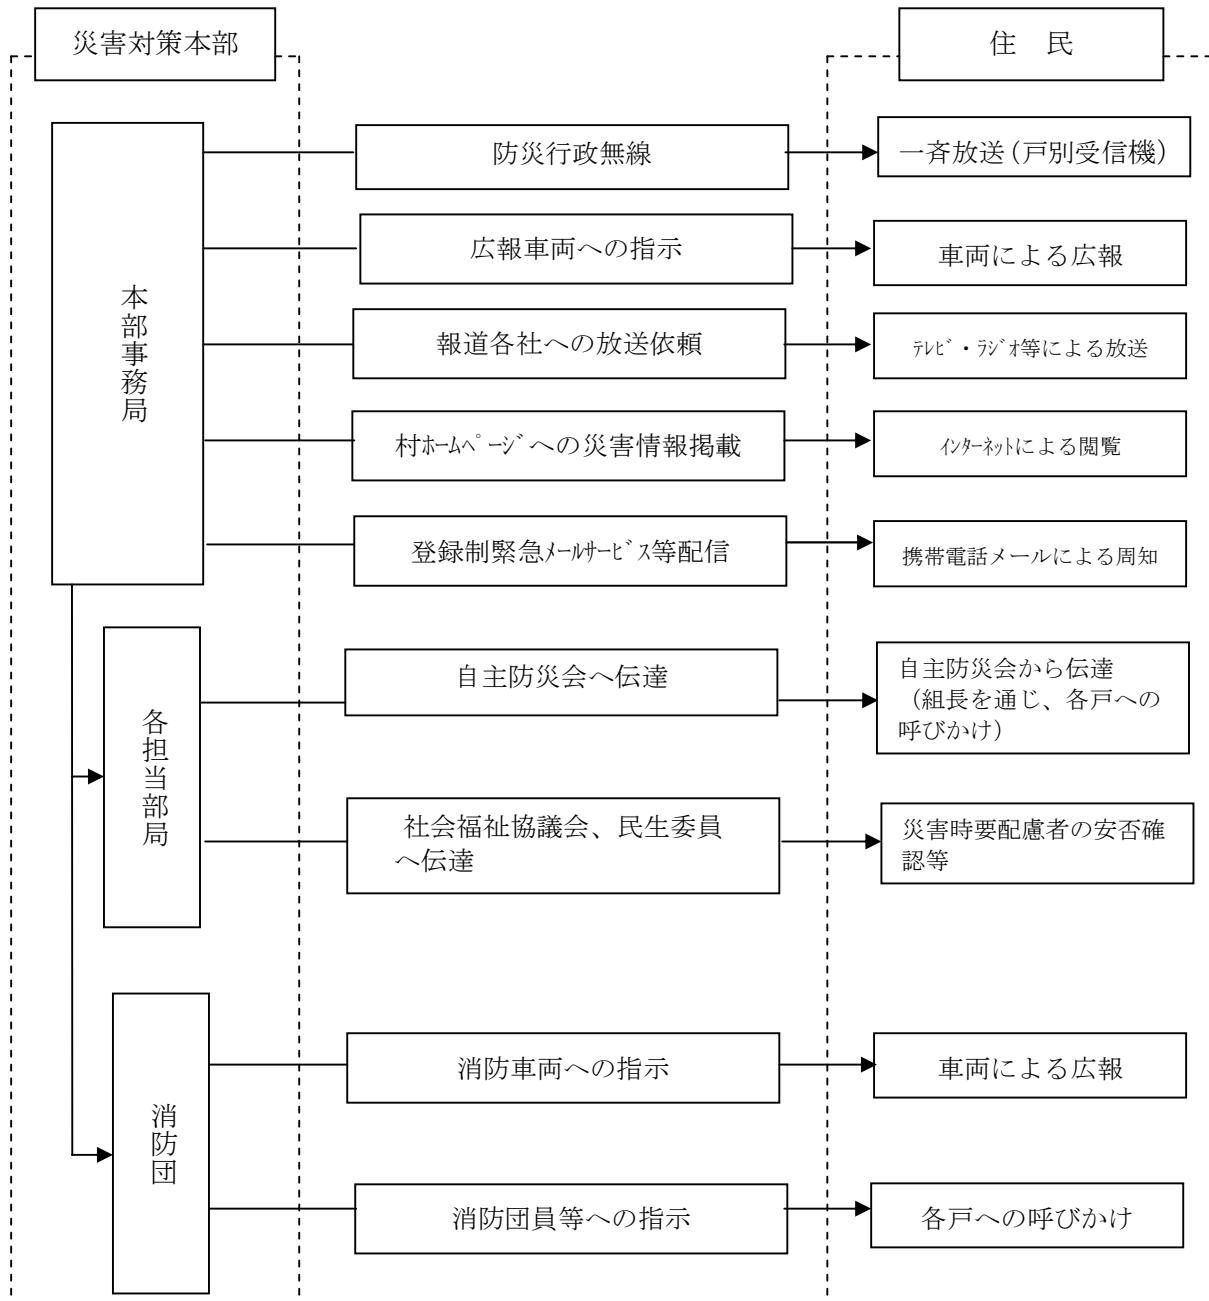 災害対策本部
住　民
本部事務局
防災行政無線
一斉放送(戸別受信機)
広報車両への指示
車両による広報
報道各社への放送依頼
ﾃﾚﾋﾞ・ﾗｼﾞｵ等による放送
村ﾎｰﾑﾍﾟｰｼﾞへの災害情報掲載
ｲﾝﾀｰﾈｯﾄによる閲覧
登録制緊急ﾒｰﾙｻｰﾋﾞｽ等配信
携帯電話メールによる周知
各担当部局
自主防災会へ伝達
自主防災会から伝達
（組長を通じ、各戸への
呼びかけ）
社会福祉協議会、民生委員
へ伝達
災害時要配慮者の安否確
認等
消防団
消防車両への指示
車両による広報
消防団員等への指示
各戸への呼びかけ